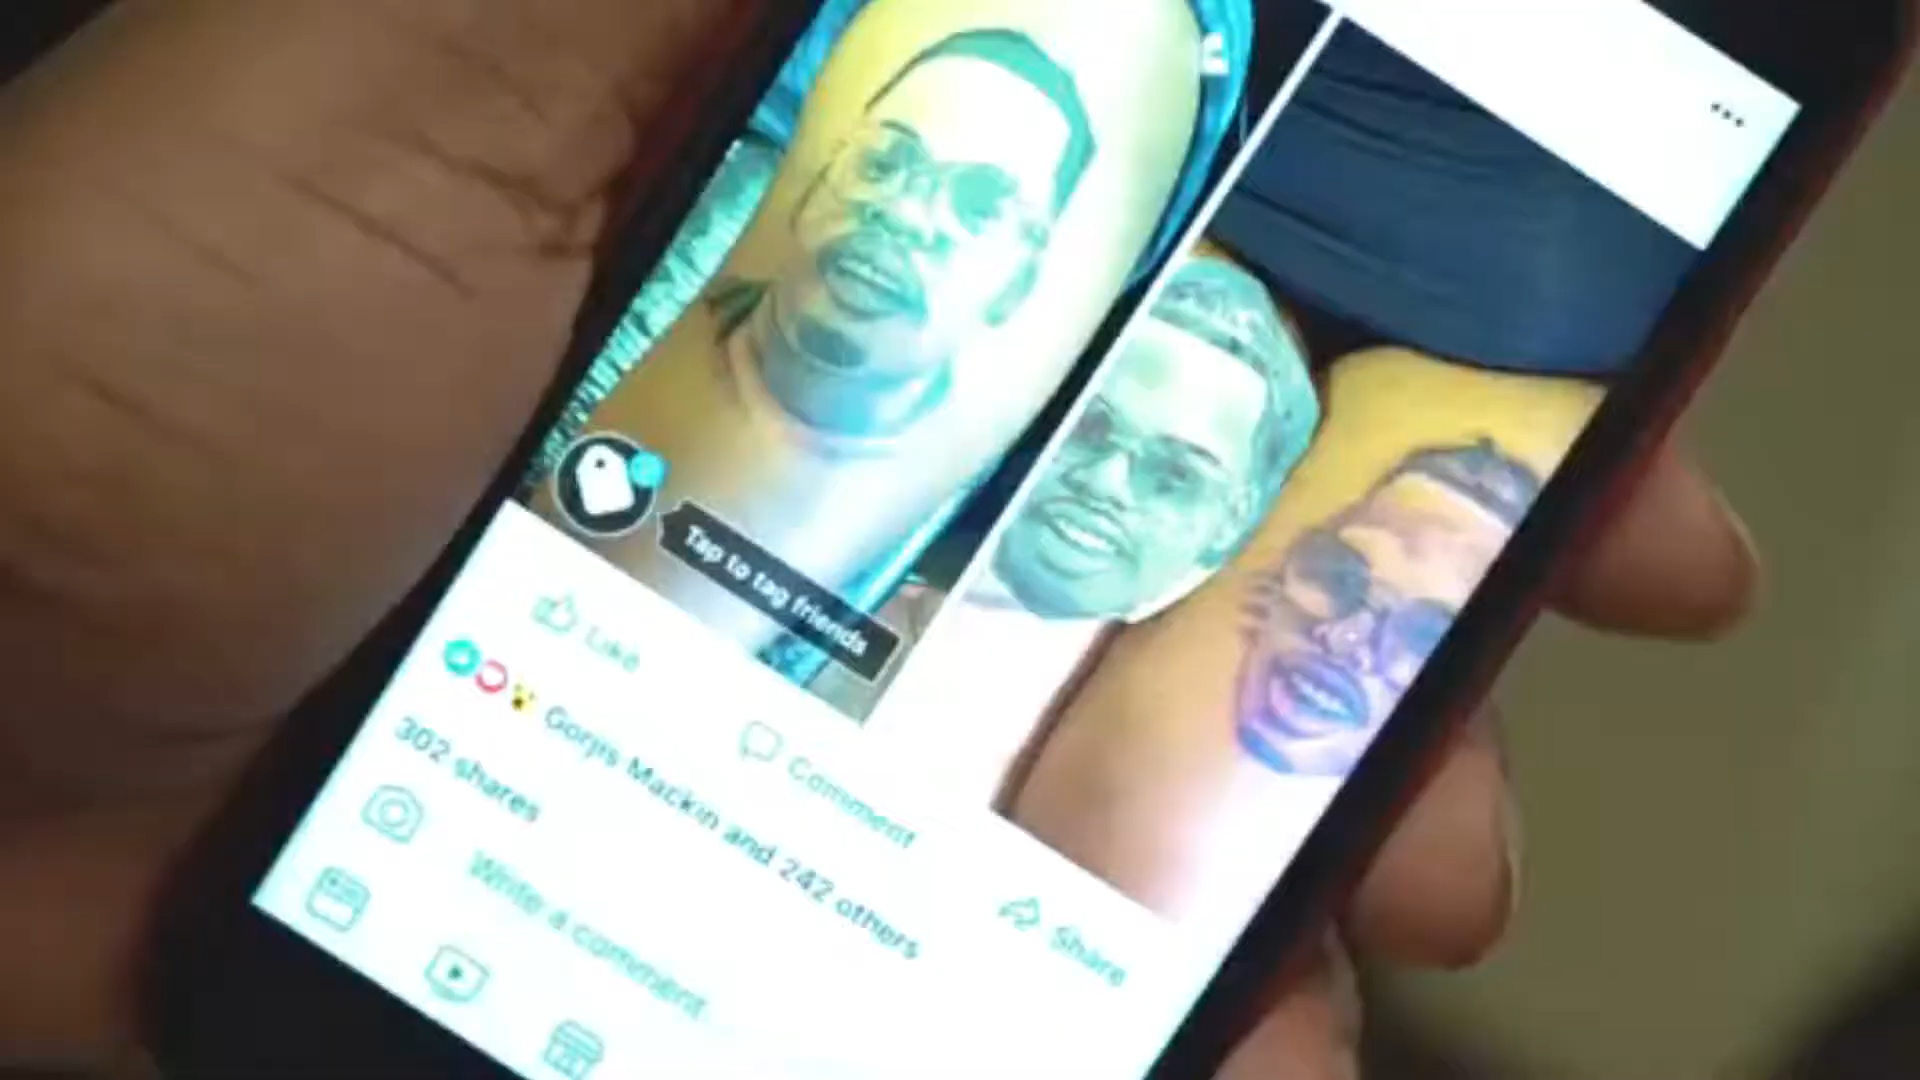 Tap to tag friends
Like
Comment
Share
Gorjis Mackin and 242 others
302 shares
Write a comment